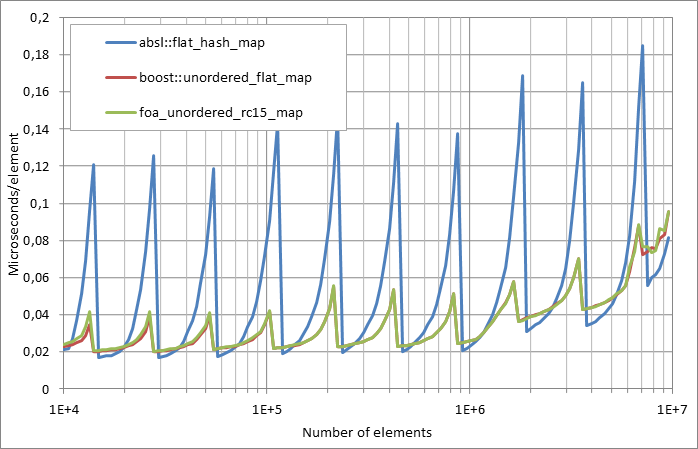 0,2
0,18
0,16
0,14
0,12
0,1
0,08
0,06
0,04
0,02
0
Microseconds/element
absl::flat_hash_map
boost::unordered_flat_map
foa_unordered_rc15_map
1E+4 1E+5 1E+6 1E+7
Number of elements